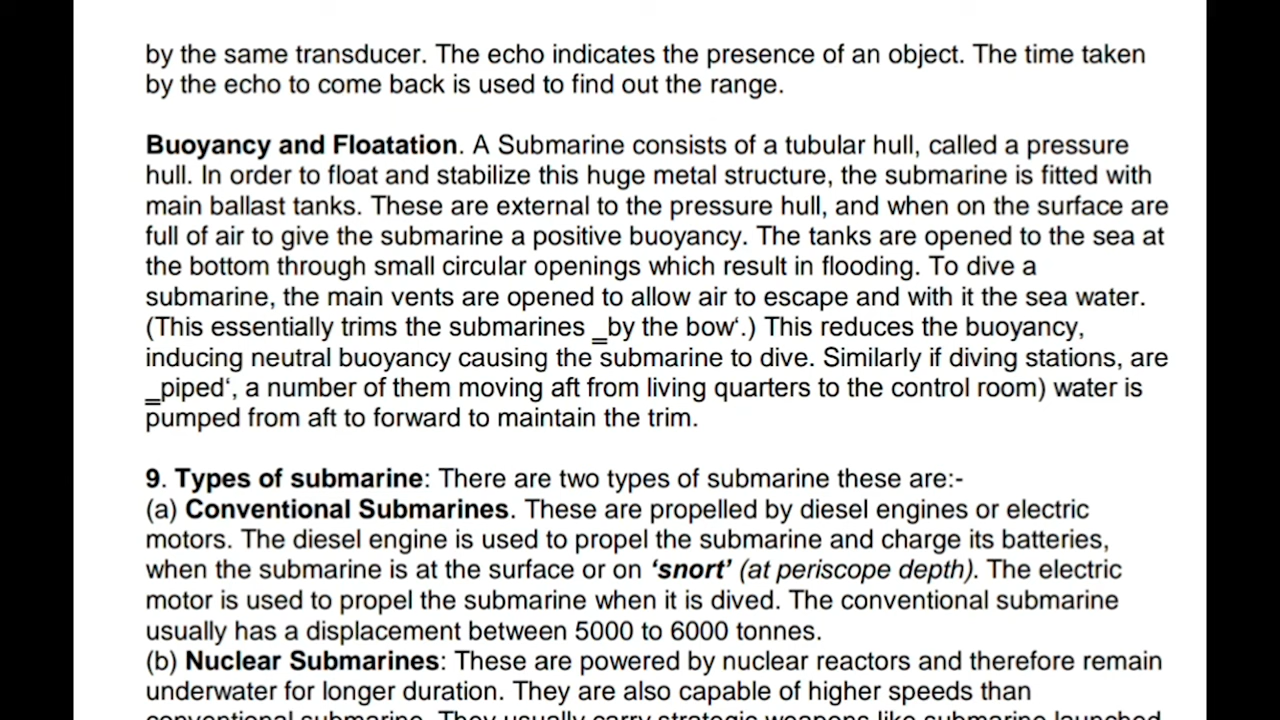 by the same transducer. The echo indicates the presence of an object. The time taken
by the echo to come back is used to find out the range.
Buoyancy and Floatation. A Submarine consists of a tubular hull, called a pressure
hull. In order to float and stabilize this huge metal structure, the submarine is fitted with
main ballast tanks. These are external to the pressure hull, and when on the surface are
full of air to give the submarine a positive buoyancy. The tanks are opened to the sea at
the bottom through small circular openings which result in flooding. To dive a
submarine, the main vents are opened to allow air to escape and with it the sea water.
(This essentially trims the submarines ‗by the bow‘.) This reduces the buoyancy,
inducing neutral buoyancy causing the submarine to dive. Similarly if diving stations, are
‗piped‘, a number of them moving aft from living quarters to the control room) water is
pumped from aft to forward to maintain the trim.
9. Types of submarine: There are two types of submarine these are:-
(a) Conventional Submarines. These are propelled by diesel engines or electric
motors. The diesel engine is used to propel the submarine and charge its batteries,
when the submarine is at the surface or on ‘snort’ (at periscope depth). The electric
motor is used to propel the submarine when it is dived. The conventional submarine
usually has a displacement between 5000 to 6000 tonnes.
(b) Nuclear Submarines: These are powered by nuclear reactors and therefore remain
underwater for longer duration. They are also capable of higher speeds than
conventional submarine. They usually carry strategic weapons like submarine launched